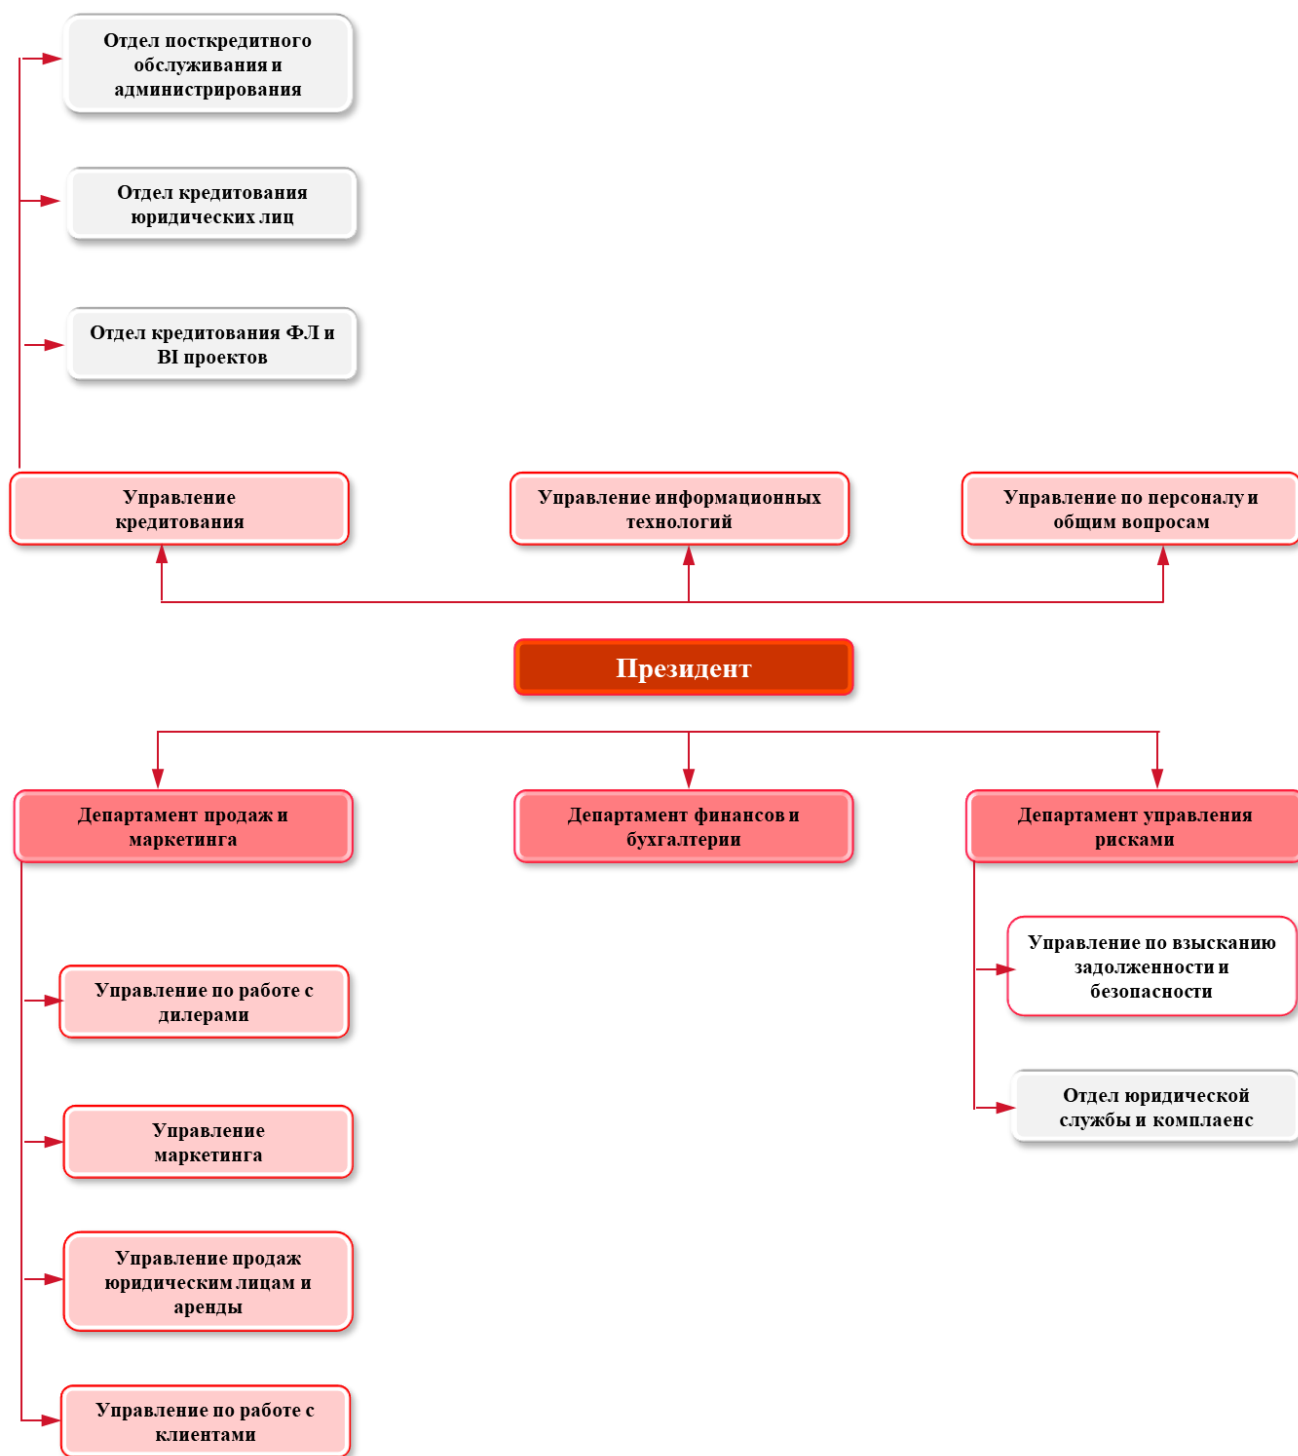 Отдел посткредитного
обслуживания и
администрирования
Отдел кредитования
юридических лиц
Отдел кредитования ФЛ и
BI проектов
Управление
кредитования
Управление информационных
технологий
Управление по персоналу и
общим вопросам
Президент
Департамент продаж и
маркетинга
Департамент финансов и
бухгалтерии
Департамент управления
рисками
Управление по взысканию
задолженности и
безопасности
Управление по работе с
дилерами
Отдел юридической
службы и комплаенс
Управление
маркетинга
Управление продаж
юридическим лицам и
аренды
Управление по работе с
клиентами